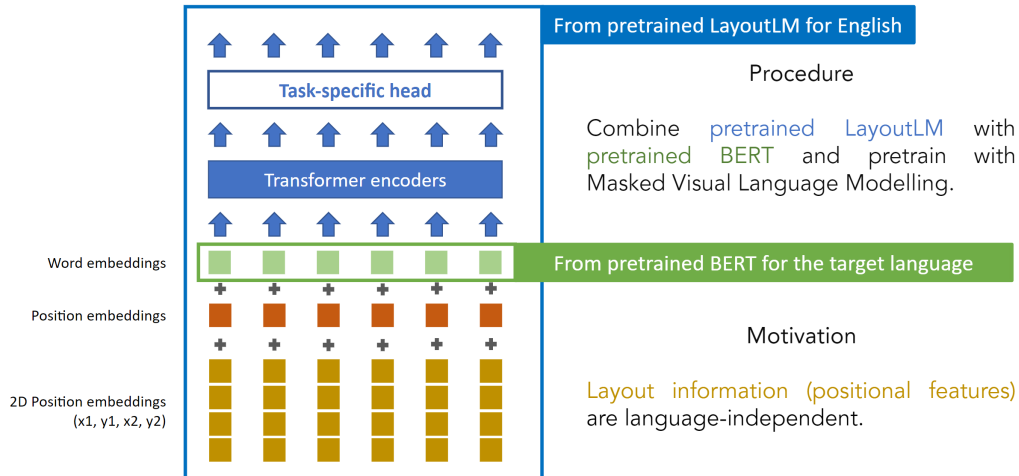 From pretrained LayoutLM for English
Task-specific head
Transformer encoders
Word embeddings
From pretrained BERT for the target language
Position embeddings
2D Position embeddings
(x1, y1, x2, y2)
Procedure
Combine pretrained LayoutLM with
pretrained BERT and pretrain with
Masked Visual Language Modelling.
Motivation
Layout information (positional features)
are language-independent.